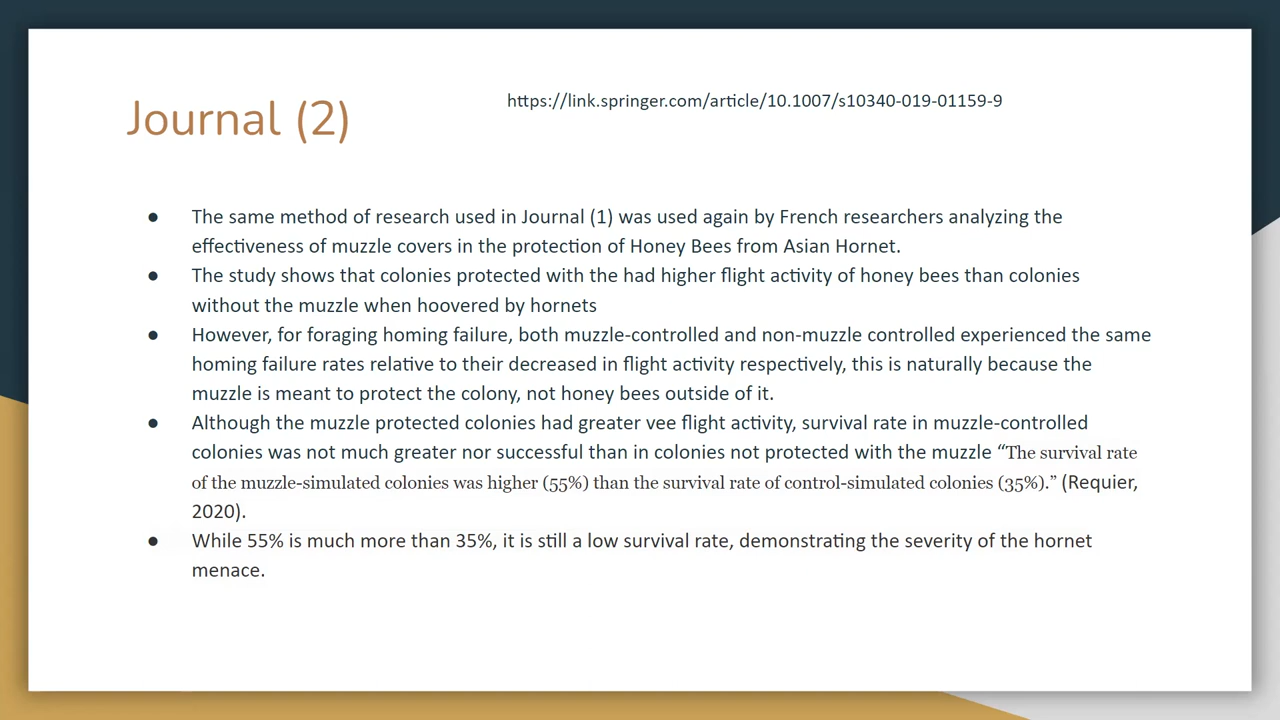 Journal (2)
https://link.springer.com/article/10.1007/s10340-019-01159-9
● The same method of research used in Journal (1) was used again by French researchers analyzing the
effectiveness of muzzle covers in the protection of Honey Bees from Asian Hornet.
● The study shows that colonies protected with the had higher flight activity of honey bees than colonies
without the muzzle when hoovered by hornets
● However, for foraging homing failure, both muzzle-controlled and non-muzzle controlled experienced the same
homing failure rates relative to their decreased in flight activity respectively, this is naturally because the
muzzle is meant to protect the colony, not honey bees outside of it.
● Although the muzzle protected colonies had greater vee flight activity, survival rate in muzzle-controlled
colonies was not much greater nor successful than in colonies not protected with the muzzle “The survival rate
of the muzzle-simulated colonies was higher (55%) than the survival rate of control-simulated colonies (35%).” (Requier,
2020).
● While 55% is much more than 35%, it is still a low survival rate, demonstrating the severity of the hornet
menace.